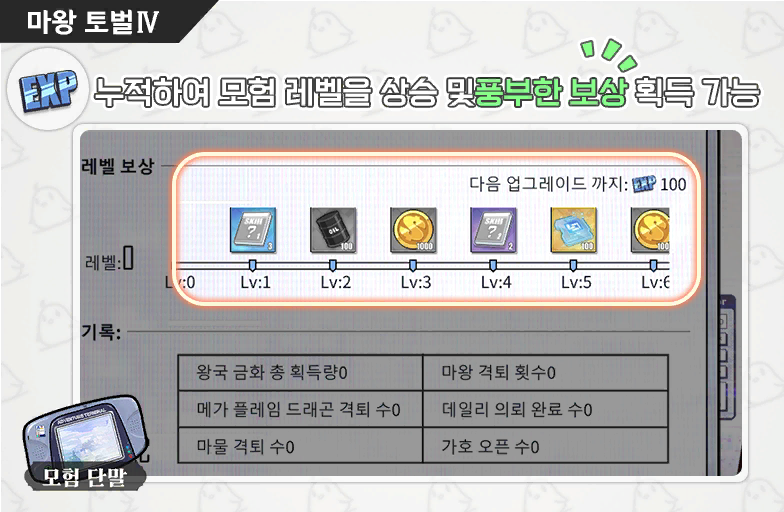 마왕 토벌Ⅳ
EXP 누적하여 모험 레벨을 상승 및풍부한 보상 획득 가능
레벨 보상
다음 업그레이드 까지: EXP 100
SKILL ? 3
OIL 100
1000
SKILL ? 2
100
레벨:0
Lv:0 Lv:1 Lv:2 Lv:3 Lv:4 Lv:5 Lv:6
기록:
왕국 금화 총 획득량0 마왕 격퇴 횟수0
메가 플레임 드래곤 격퇴 수0 데일리 의뢰 완료 수0
마물 격퇴 수0 가호 오픈 수0
ADVENTURE TERMINAL
모험 단말